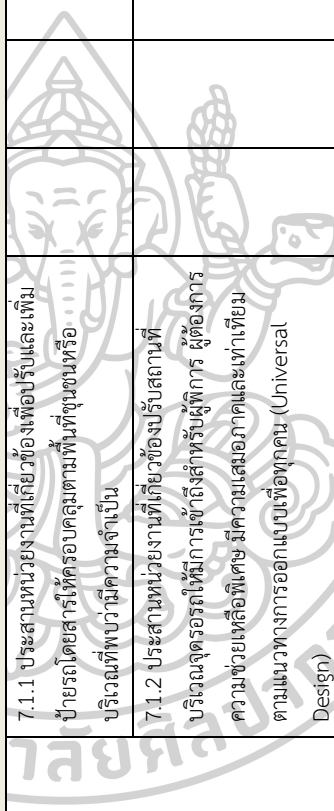 7.1.1 ประสานหน่วยงานที่เกี่ยวข้องเพื่อปรับและเพิ่ม
ป้ายรถโดยสารให้ครอบคลุมตามพื้นที่ชุมชนหรือ
บริเวณที่พบว่ามีความจำเป็น
7.1.2 ประสานหน่วยงานที่เกี่ยวข้องปรับสถานที่
บริเวณจุดรอรถให้มีการเข้าถึงสำหรับผู้พิการ ผู้ต้องการ
ความช่วยเหลือพิเศษ มีความเสมอภาคและเท่าเทียม
ตามแนวทางการออกแบบเพื่อทุกคน (Universal
Design)